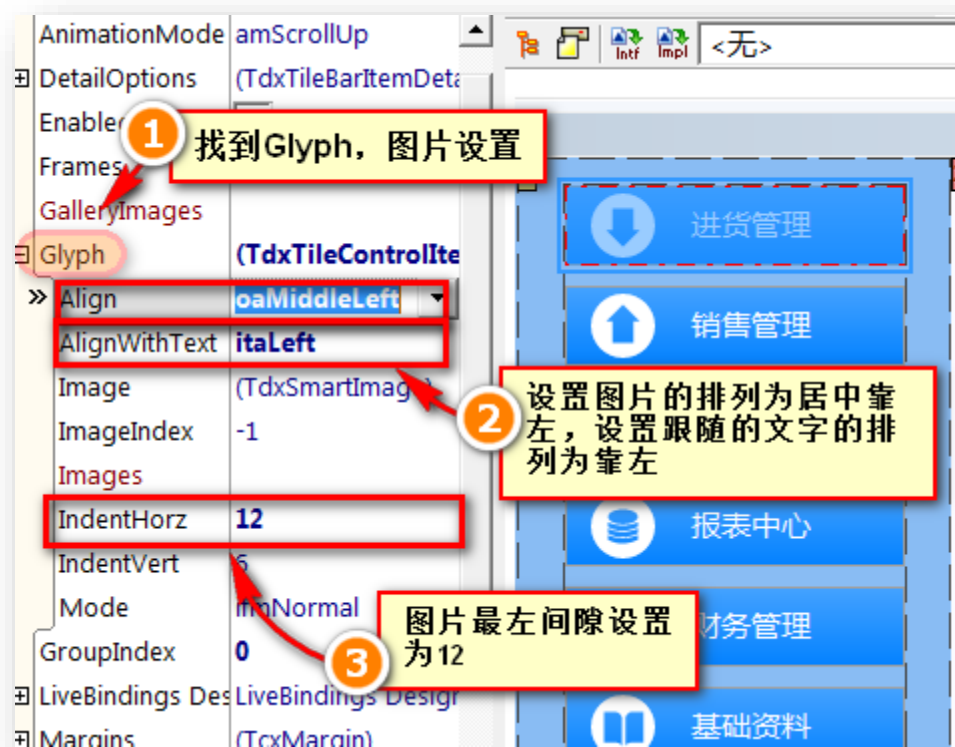 AnimationMode amScrollUp
DetailOptions (TdxTileBarItemDeta
Enable
Frames
GalleryImages
Glyph (TdxTileControlIte
Align oaMiddleLeft
AlignWithText itaLeft
Image (TdxSmartImage)
ImageIndex -1
Images
IndentHorz 12
IndentVert 6
Mode ifmNormal
GroupIndex 0
LiveBindings Des LiveBindings Design
Margins (TcxMargin)
1
找到Glyph，图片设置
Intf
Impl
<无>
进货管理
销售管理
2
设置图片的排列为居中靠
左，设置跟随的文字的排
列为靠左
报表中心
3
图片最左间隙设置
为12
财务管理
基础资料